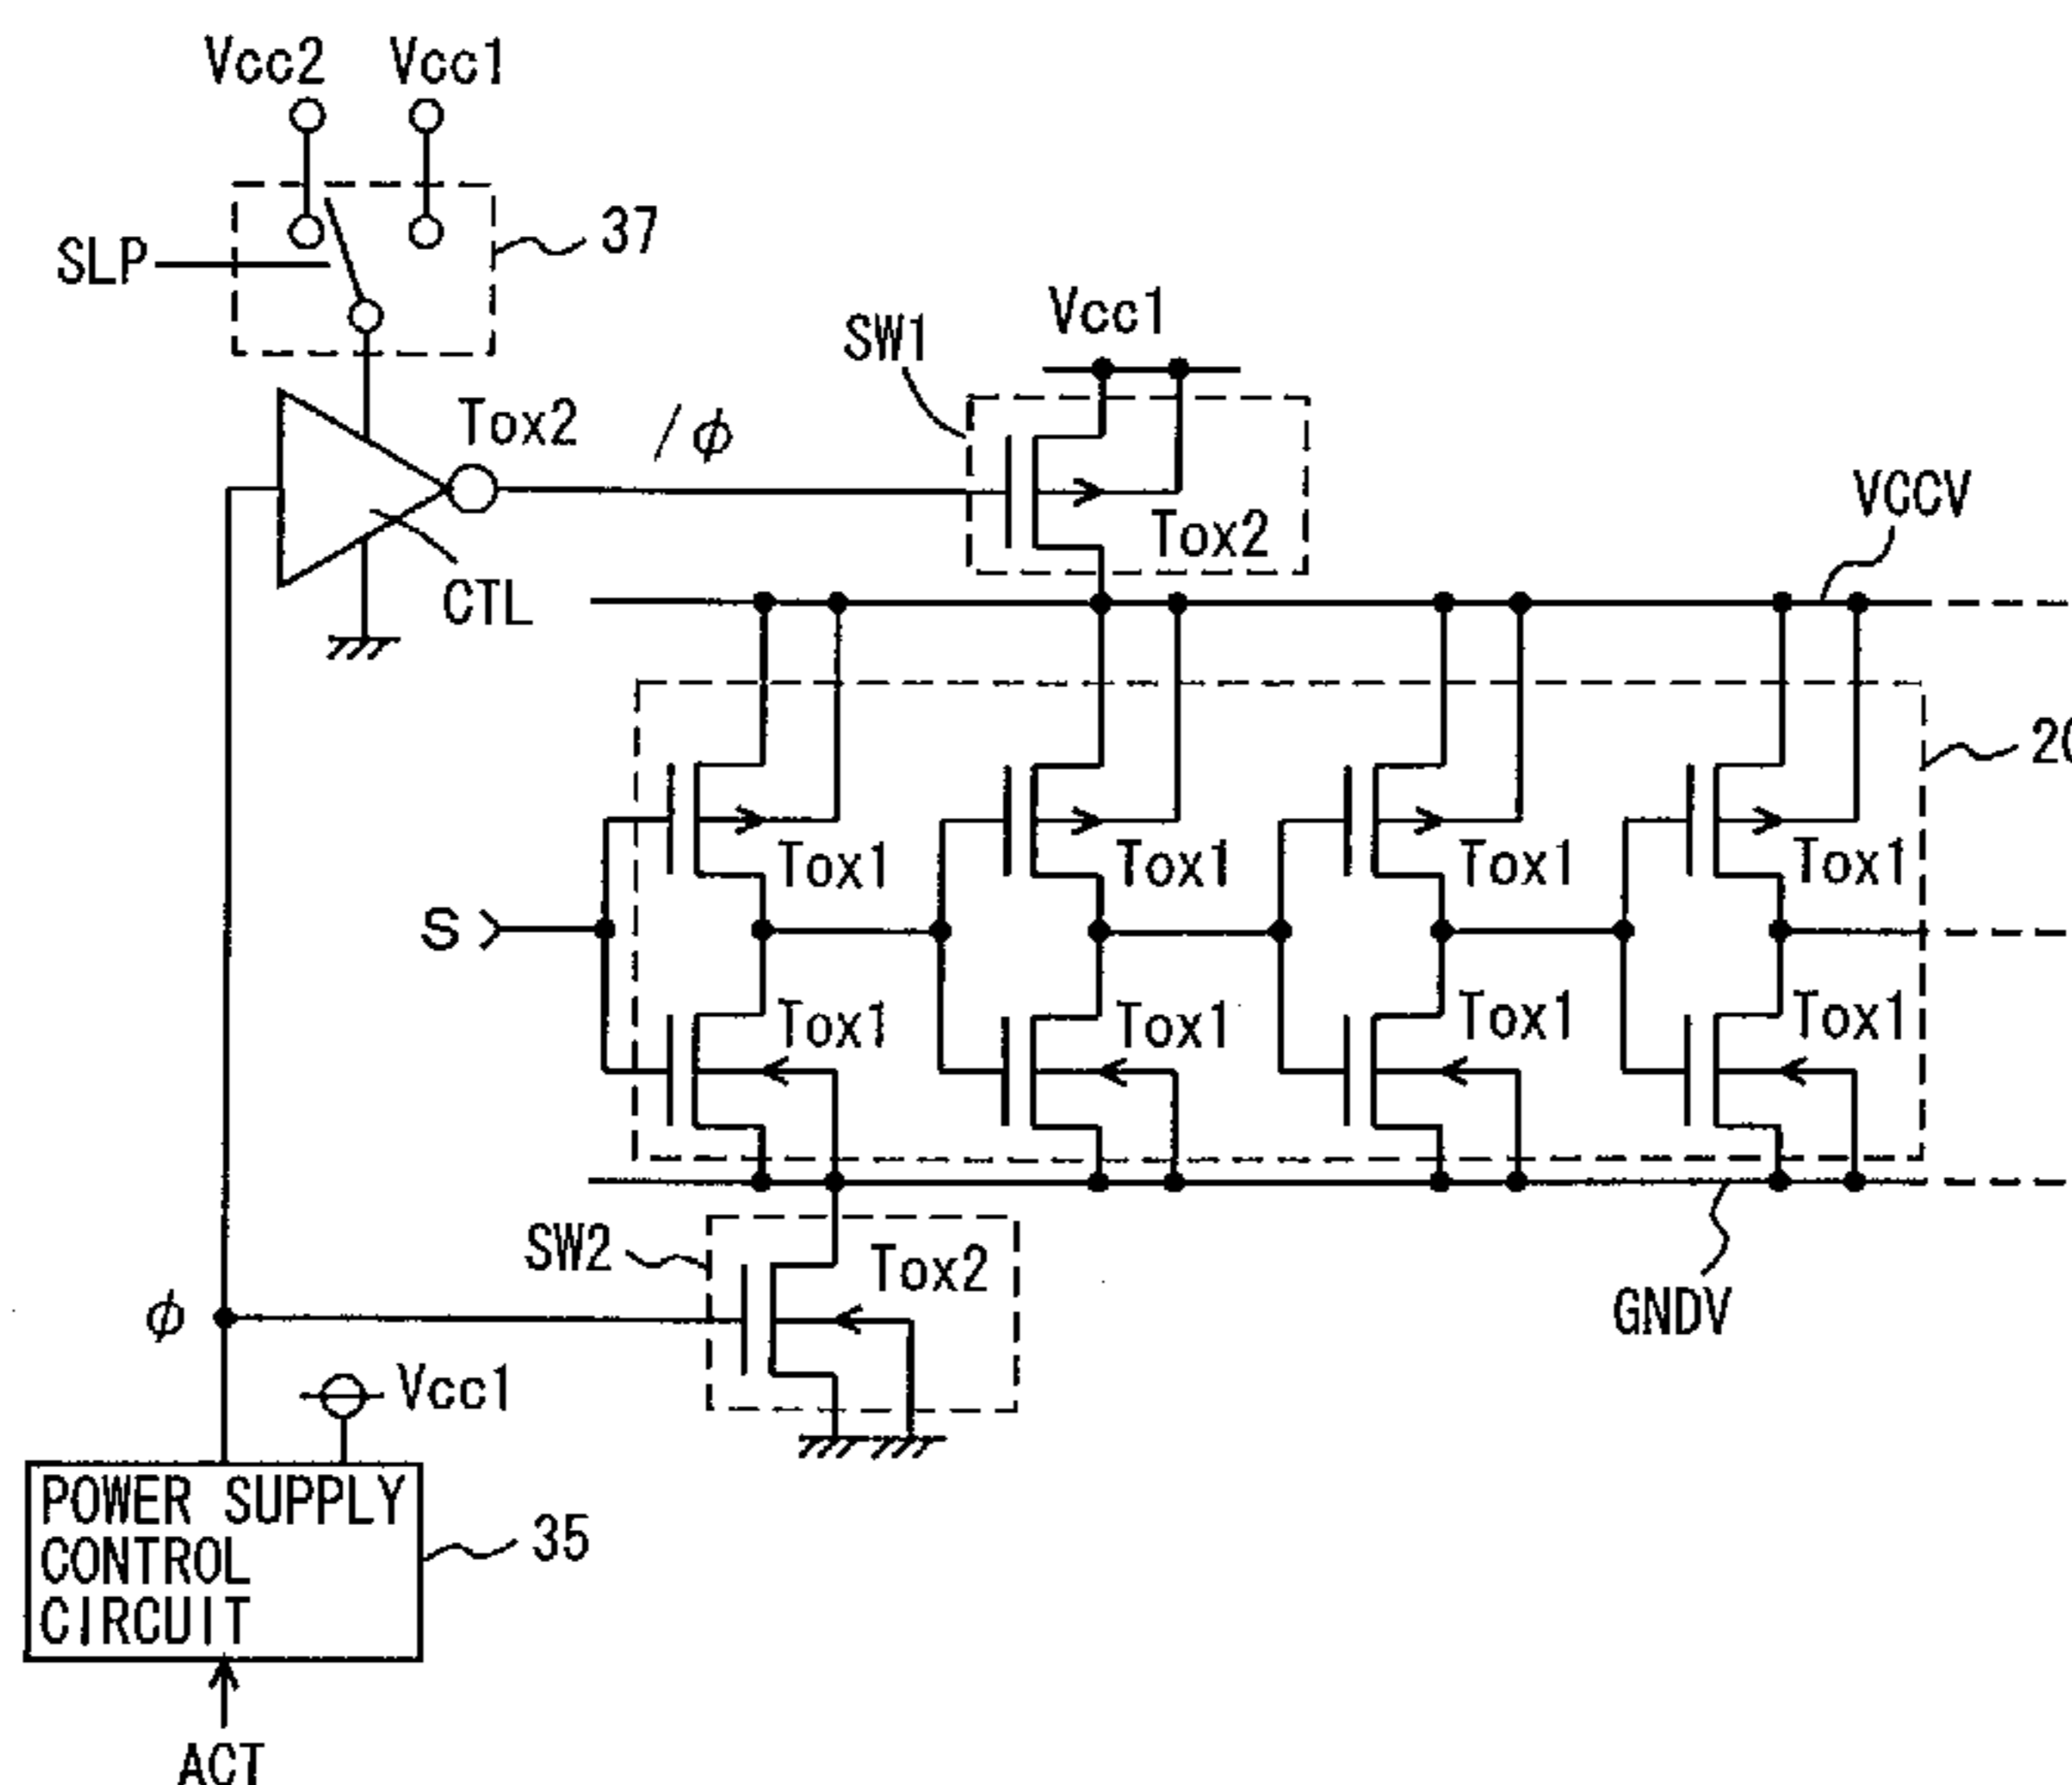 Vcc2 Vcc1
SLP
37
SW1
Vcc1
Tox2
/φ
Tox2
VCCV
CTL
Tox1 Tox1 Tox1 Tox1
S
Tox1 Tox1 Tox1 Tox1
SW2
Tox2
φ
GNDV
Vcc1
POWER SUPPLY
CONTROL
CIRCUIT
35
ACT